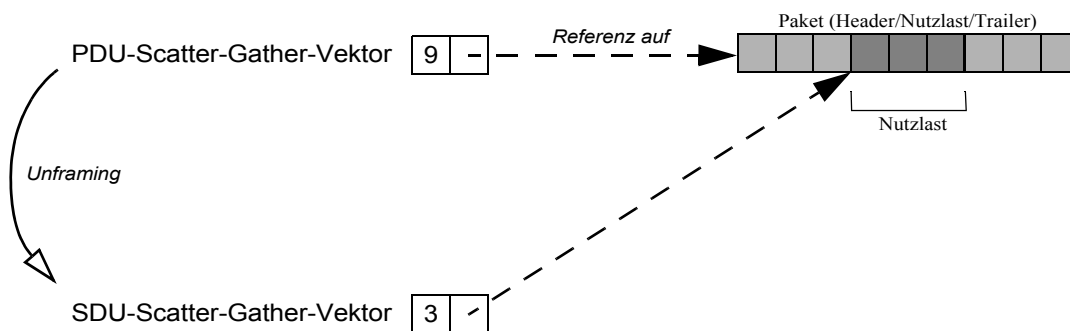 Paket (Header/Nutzlast/Trailer)
PDU-Scatter-Gather-Vektor 9 Referenz auf
Nutzlast
Unframing
SDU-Scatter-Gather-Vektor 3